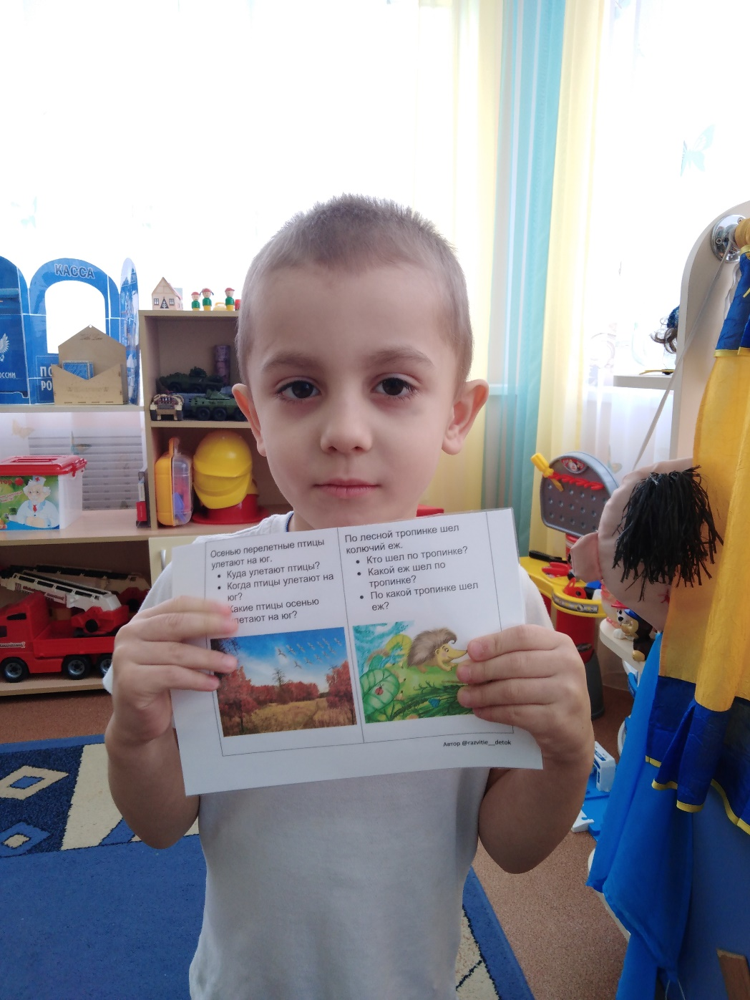 КАССА
ОССИИ
ПО
РО
Осенью перелетные птицы
улетают на юг.
• Куда улетают птицы?
• Когда птицы улетают на
юг?
Какие птицы осенью
летают на юг?
По лесной тропинке шел
колючий еж.
• Кто шел по тропинке?
• Какой еж шел по
тропинке?
• По какой тропинке шел
еж?
Автор @razvitie__detok